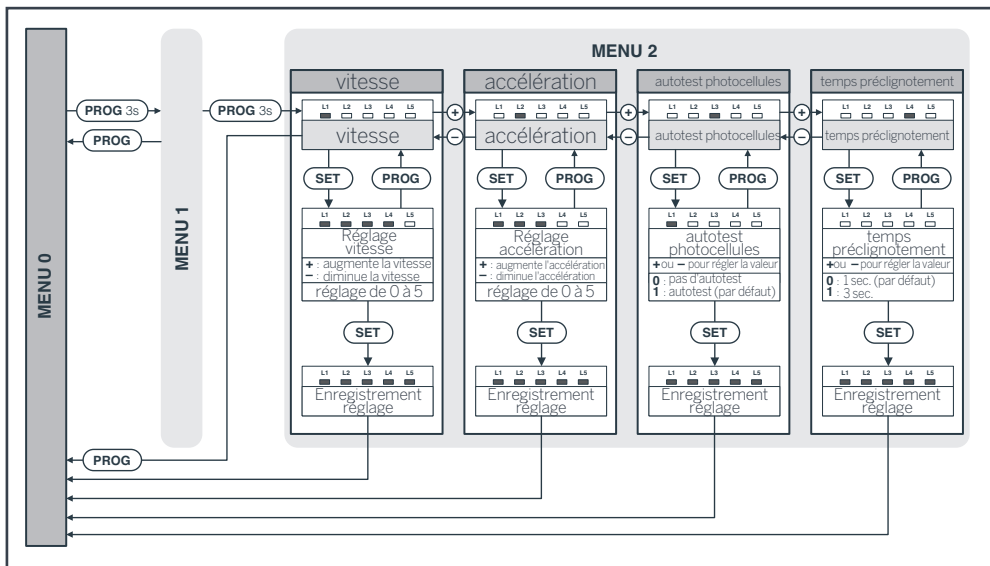 MENU 2
vitesse
accélération
autotest photocellules
temps préclignotement
PROG 3s
PROG
MENU 0
MENU 1
PROG 3s
L1 L2 L3 L4 L5
vitesse
+
−
L1 L2 L3 L4 L5
accélération
+
−
L1 L2 L3 L4 L5
autotest photocellules
+
−
L1 L2 L3 L4 L5
temps préclignotement
SET
PROG
SET
PROG
SET
PROG
SET
PROG
L1 L2 L3 L4 L5
Réglage
vitesse
+ : augmente la vitesse
− : diminue la vitesse
réglage de 0 à 5
L1 L2 L3 L4 L5
Réglage
accélération
+ : augmente l'accélération
− : diminue l'accélération
réglage de 0 à 5
L1 L2 L3 L4 L5
autotest
photocellules
+ou − pour régler la valeur
0 : pas d'autotest
1 : autotest (par défaut)
L1 L2 L3 L4 L5
temps
préclignotement
+ou − pour régler la valeur
0 : 1 sec. (par défaut)
1 : 3 sec.
SET
SET
SET
SET
L1 L2 L3 L4 L5
Enregistrement
réglage
L1 L2 L3 L4 L5
Enregistrement
réglage
L1 L2 L3 L4 L5
Enregistrement
réglage
L1 L2 L3 L4 L5
Enregistrement
réglage
PROG